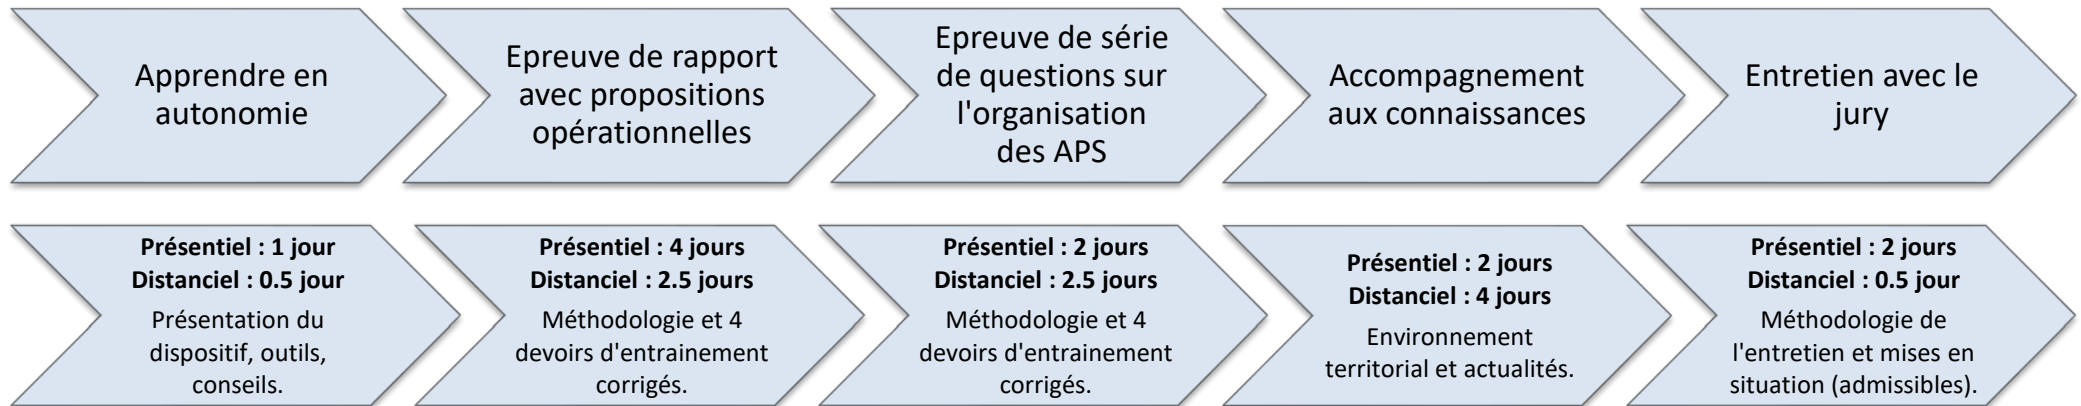 Apprendre en
autonomie
Epreuve de rapport
avec propositions
opérationnelles
Epreuve de série
de questions sur
l'organisation
des APS
Accompagnement
aux connaissances
Entretien avec le
jury
Présentiel : 1 jour
Distanciel : 0.5 jour
Présentation du
dispositif, outils,
conseils.
Présentiel : 4 jours
Distanciel : 2.5 jours
Méthodologie et 4
devoirs d'entrainement
corrigés.
Présentiel : 2 jours
Distanciel : 2.5 jours
Méthodologie et 4
devoirs d'entrainement
corrigés.
Présentiel : 2 jours
Distanciel : 4 jours
Environnement
territorial et actualités.
Présentiel : 2 jours
Distanciel : 0.5 jour
Méthodologie de
l'entretien et mises en
situation (admissibles).